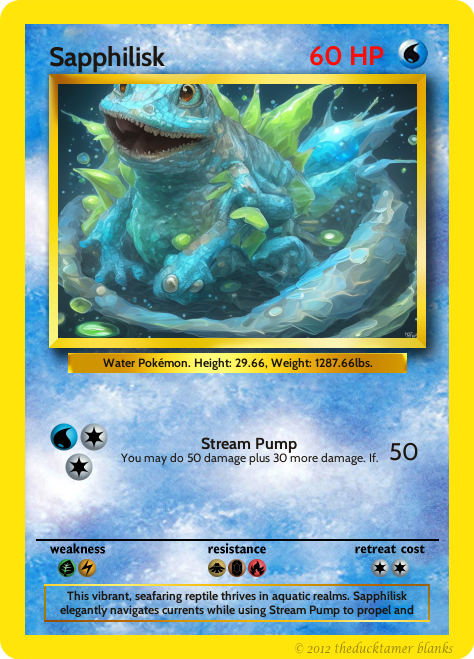 Sapphilisk 60 HP
Water Pokémon. Height: 29.66, Weight: 1287.66lbs.
Stream Pump
You may do 50 damage plus 30 more damage. If. 50
weakness resistance retreat cost
This vibrant, seafaring reptile thrives in aquatic realms. Sapphilisk
elegantly navigates currents while using Stream Pump to propel and
© 2012 theducktamer blanks